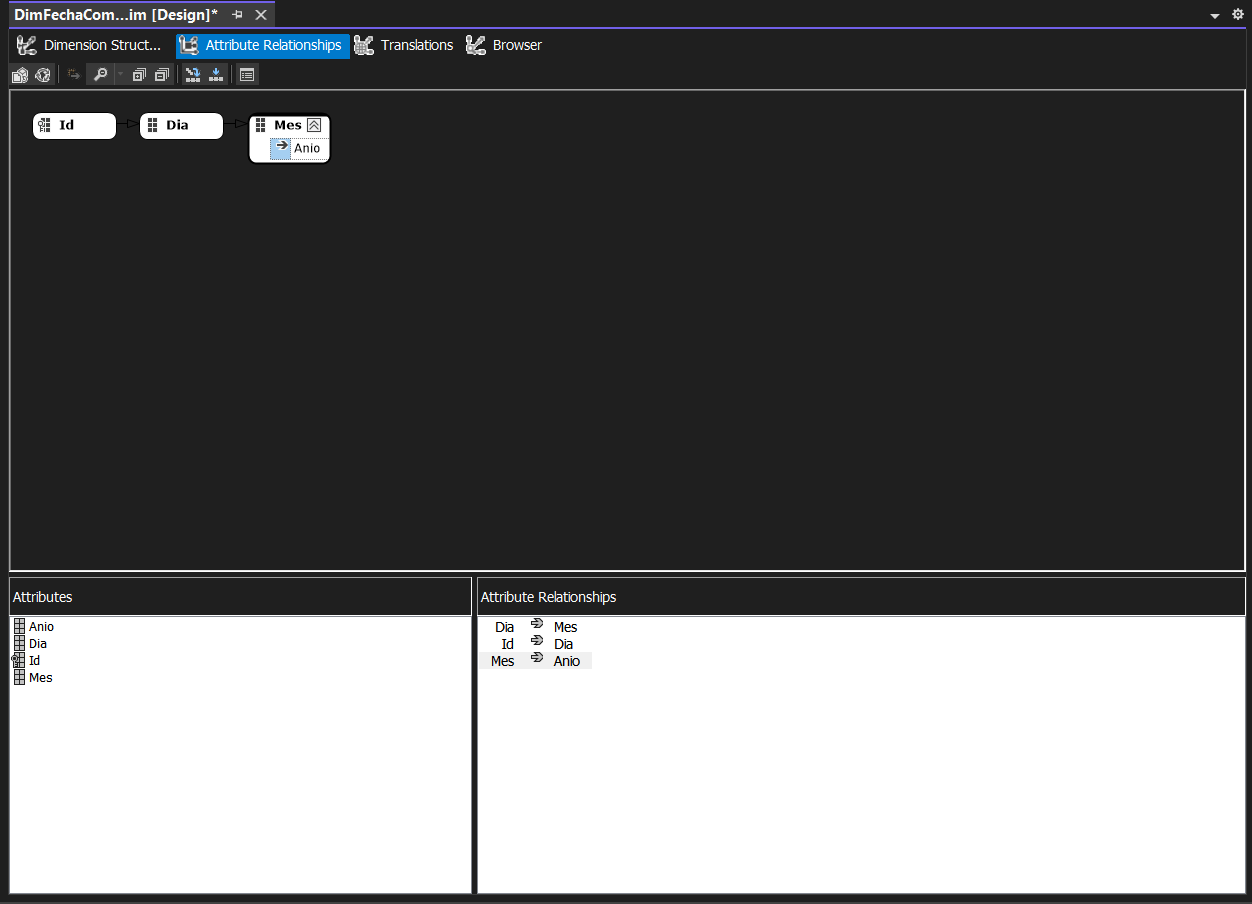 DimFechaCom...im [Design]*
Dimension Struct... Attribute Relationships Translations Browser
Id Dia Mes
Anio
Attributes
Anio
Dia
Id
Mes
Attribute Relationships
Dia Mes
Id Dia
Mes Anio